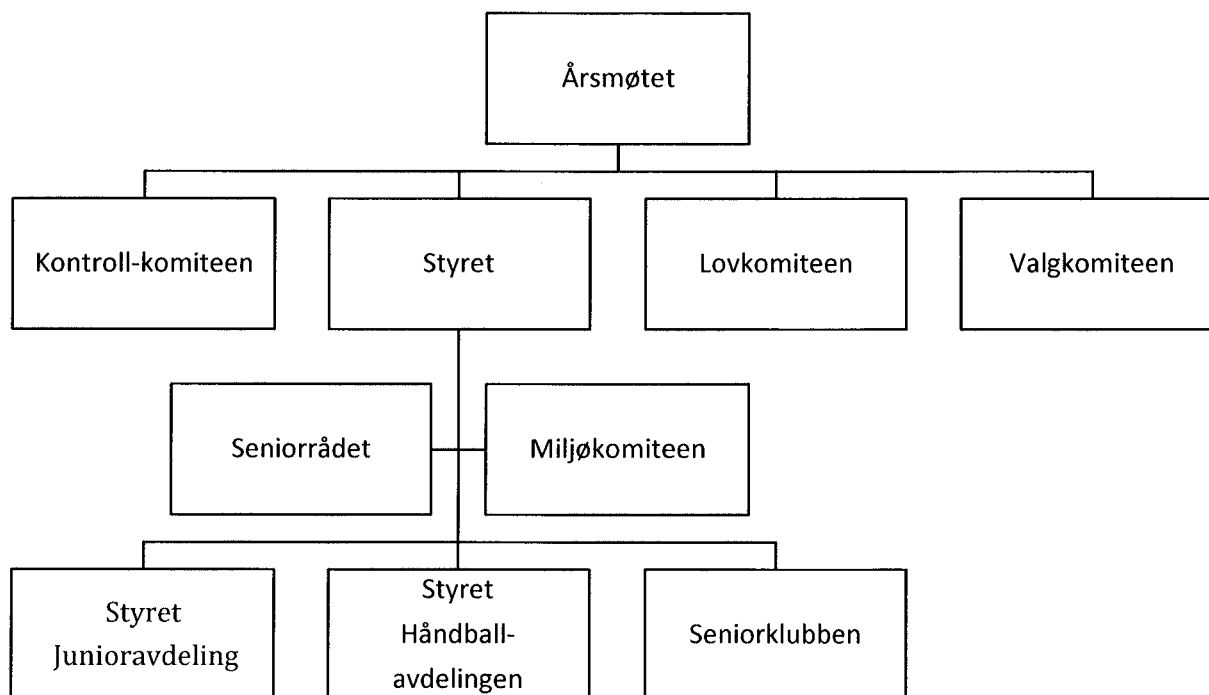 Årsmøtet
Kontroll-komiteen
Styret
Lovkomiteen
Valgkomiteen
Seniorrådet
Miljøkomiteen
Styret
Junioravdeling
Styret
Håndball-
avdelingen
Seniorklubben